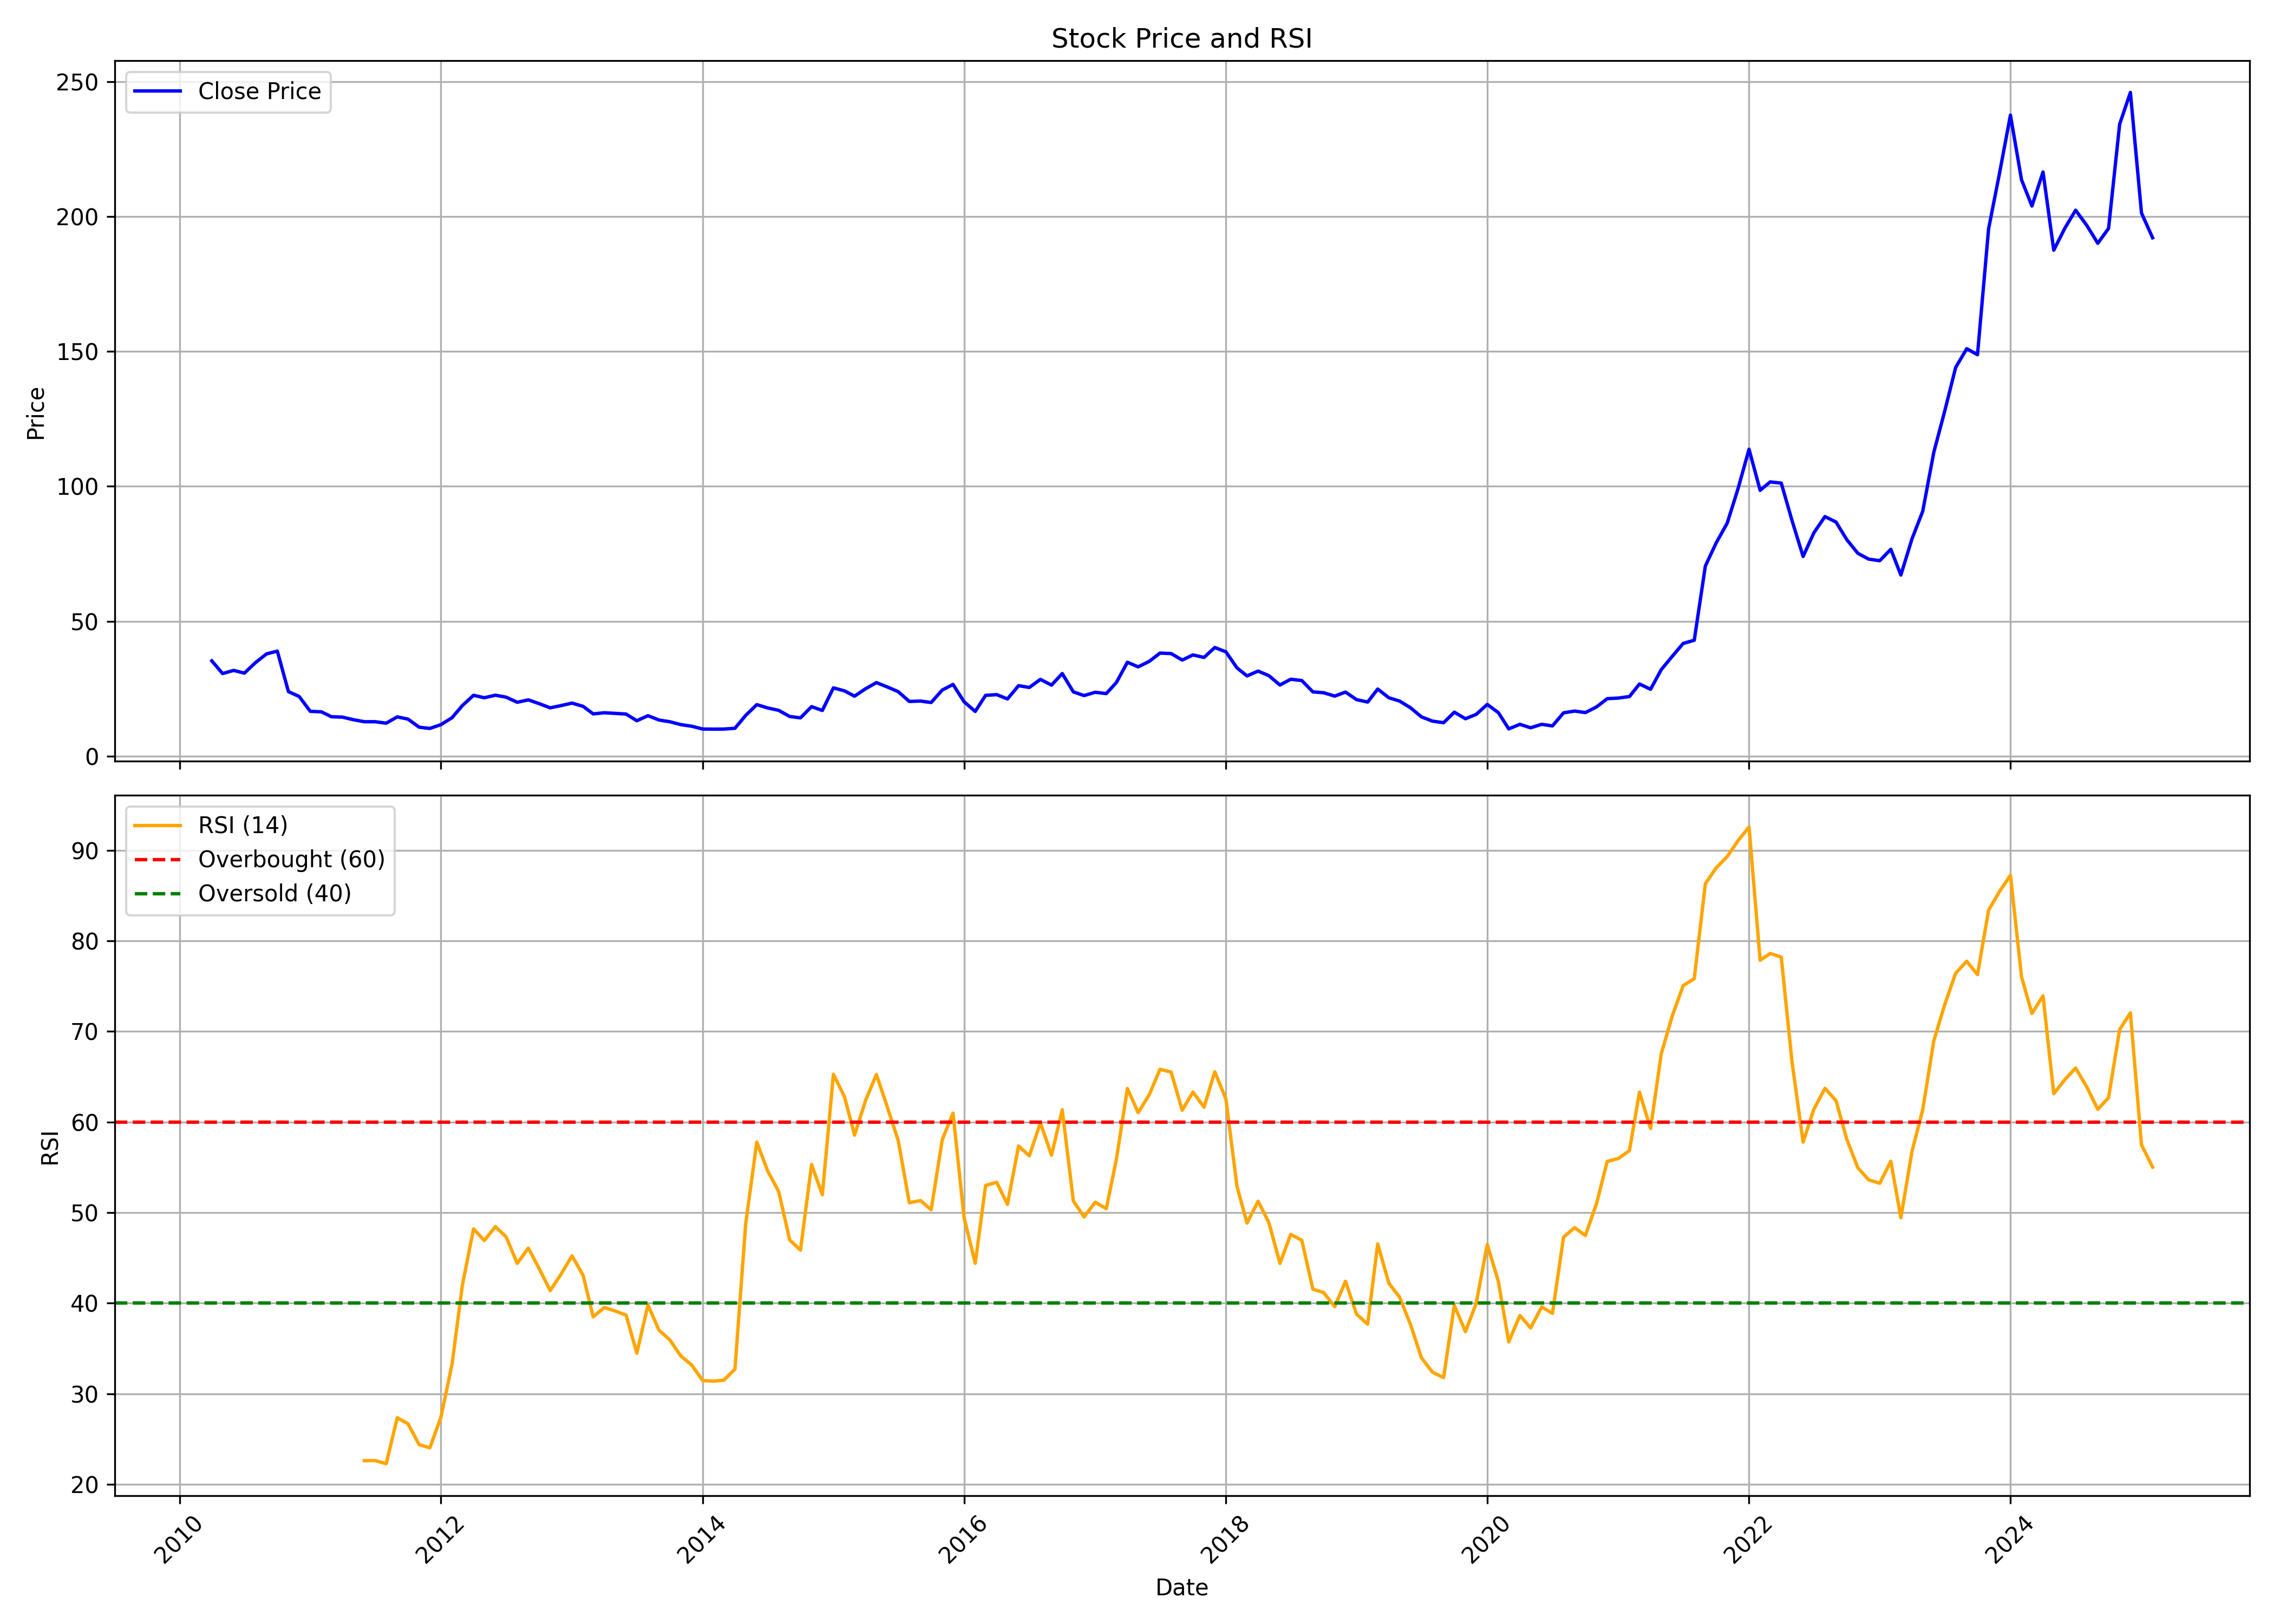 Stock Price and RSI
Close Price
250
200
150
100
50
0
Price
RSI (14)
Overbought (60)
Oversold (40)
90
80
70
60
50
40
30
20
RSI
2010 2012 2014 2016 2018 2020 2022 2024
Date